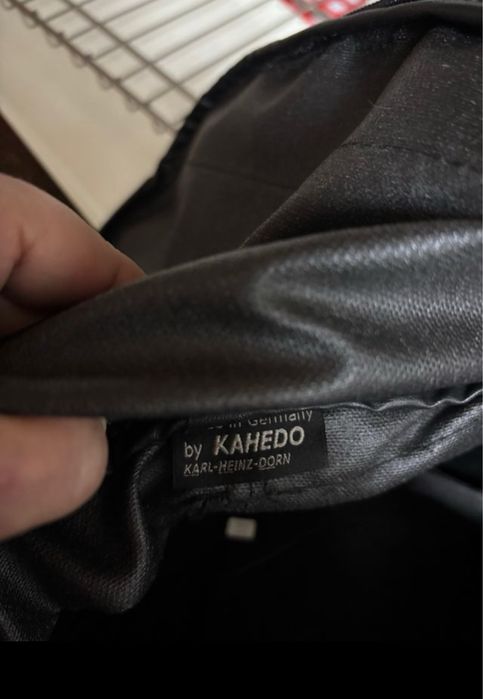 in Germany
by KAHEDO
KARL-HEINZ-DORN